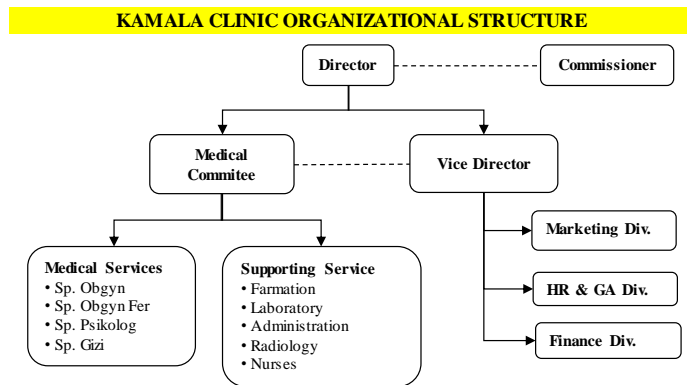 KAMALA CLINIC ORGANIZATIONAL STRUCTURE
Director
Commissioner
Medical
Commitee
Vice Director
Marketing Div.
HR & GA Div.
Finance Div.
Medical Services
• Sp. Obgyn
• Sp. Obgyn Fer
• Sp. Psikolog
• Sp. Gizi
Supporting Service
• Farmation
• Laboratory
• Administration
• Radiology
• Nurses